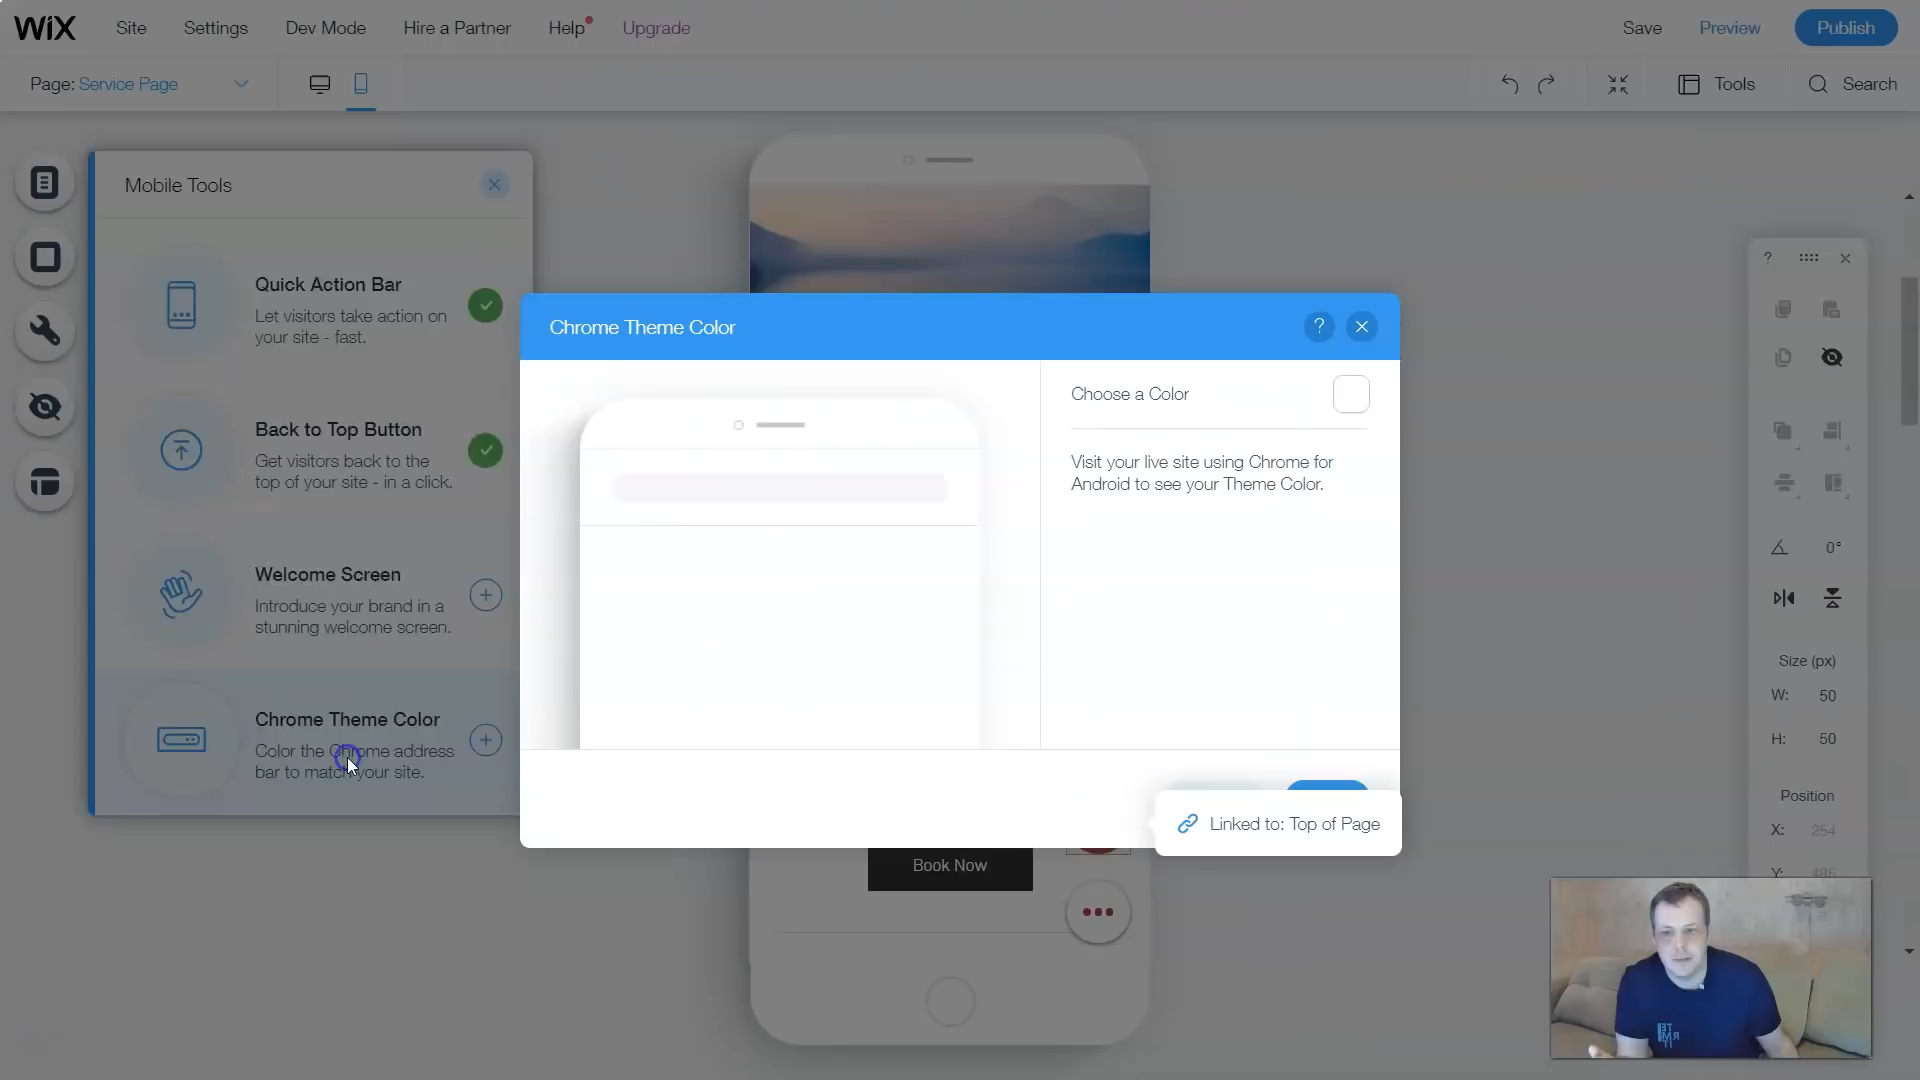 WiX
Site
Settings
Dev Mode
Hire a Partner
Help
Upgrade
Save
Preview
Publish
Page: Service Page
Tools
Search
Mobile Tools
Quick Action Bar
Let visitors take action on
your site - fast.
Back to Top Button
Get visitors back to the
top of your site - in a click.
Welcome Screen
Introduce your brand in a
stunning welcome screen.
Chrome Theme Color
Color the Chrome address
bar to match your site.
Chrome Theme Color
?
Choose a Color
Visit your live site using Chrome for
Android to see your Theme Color.
Linked to: Top of Page
Book Now
?
0°
Size (px)
W: 50
H: 50
Position
X: 254
Y: 485